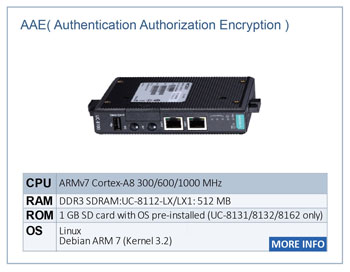 AAE( Authentication Authorization Encryption )
CPU ARMv7 Cortex-A8 300/600/1000 MHz
RAM DDR3 SDRAM:UC-8112-LX/LX1: 512 MB
ROM 1 GB SD card with OS pre-installed (UC-8131/8132/8162 only)
OS Linux
Debian ARM 7 (Kernel 3.2)
MORE INFO